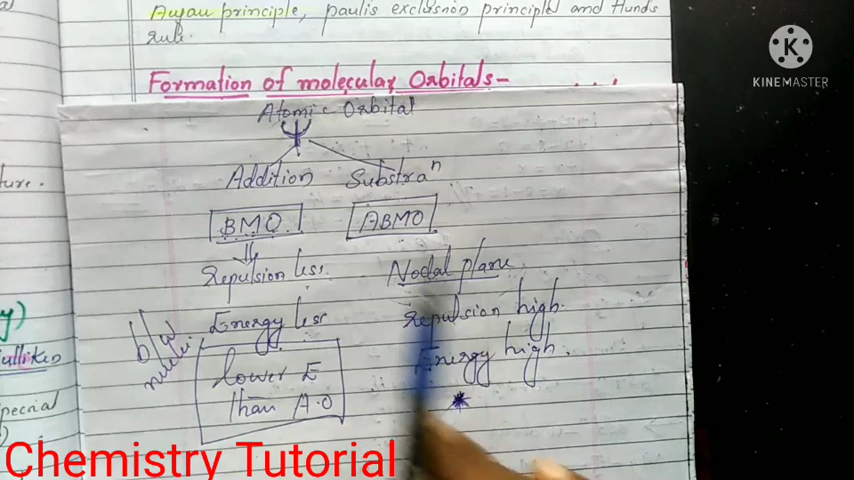 Aufau principle, paulis exclusion principle and Hunds
rule.
Formation of molecular Orbitals-
Atomic Orbital
ψ
Addition Substraⁿ
BMO ABMO
Repulsion less. Nodal plane
b/w nuclei Energy less Repulsion high.
ture.
y)
ulliken
lower E Energy high.
than A.O *
pecial
Chemistry Tutorial
KINEMASTER